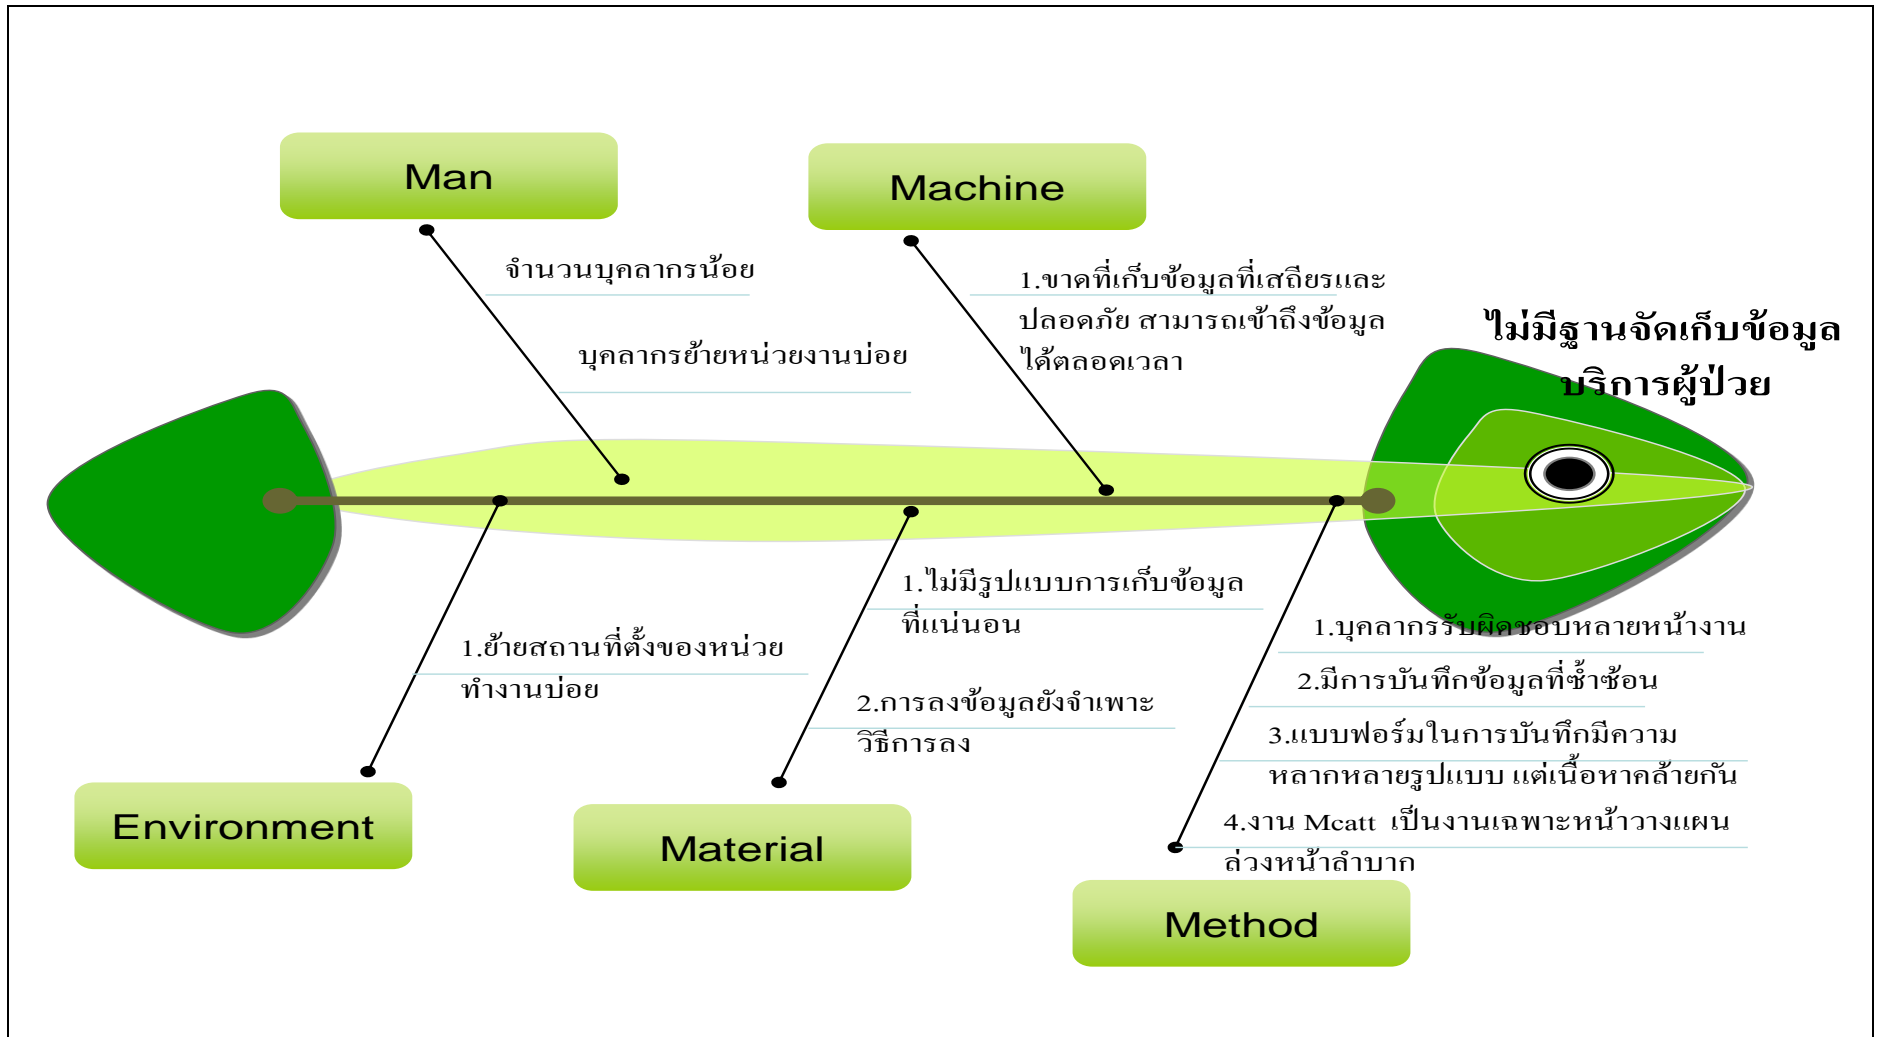 Man
Machine
จำนวนบุคลากรน้อย
บุคลากรย้ายหน่วยงานบ่อย
1.ขาดที่เก็บข้อมูลที่เสถียรและ
ปลอดภัย สามารถเข้าถึงข้อมูล
ได้ตลอดเวลา
ไม่มีฐานจัดเก็บข้อมูล
บริการผู้ป่วย
1.ย้ายสถานที่ตั้งของหน่วย
ทำงานบ่อย
1.ไม่มีรูปแบบการเก็บข้อมูล
ที่แน่นอน
2.การลงข้อมูลยังจำเพาะ
วิธีการลง
1.บุคลากรรับผิดชอบหลายหน้างาน
2.มีการบันทึกข้อมูลที่ซ้ำซ้อน
3.แบบฟอร์มในการบันทึกมีความ
หลากหลายรูปแบบ แต่เนื้อหาคล้ายกัน
4.งาน Mcatt เป็นงานเฉพาะหน้าวางแผน
ล่วงหน้าลำบาก
Environment
Material
Method